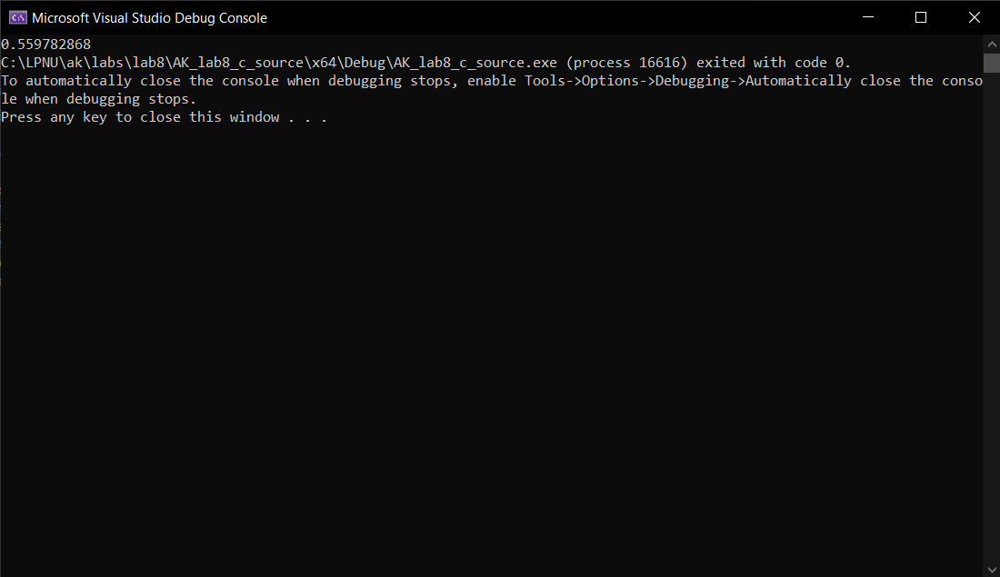 Microsoft Visual Studio Debug Console
0.559782868
C:\LPNU\ak\labs\lab8\AK_lab8_c_source\x64\Debug\AK_lab8_c_source.exe (process 16616) exited with code 0.
To automatically close the console when debugging stops, enable Tools->Options->Debugging->Automatically close the conso
le when debugging stops.
Press any key to close this window . . .